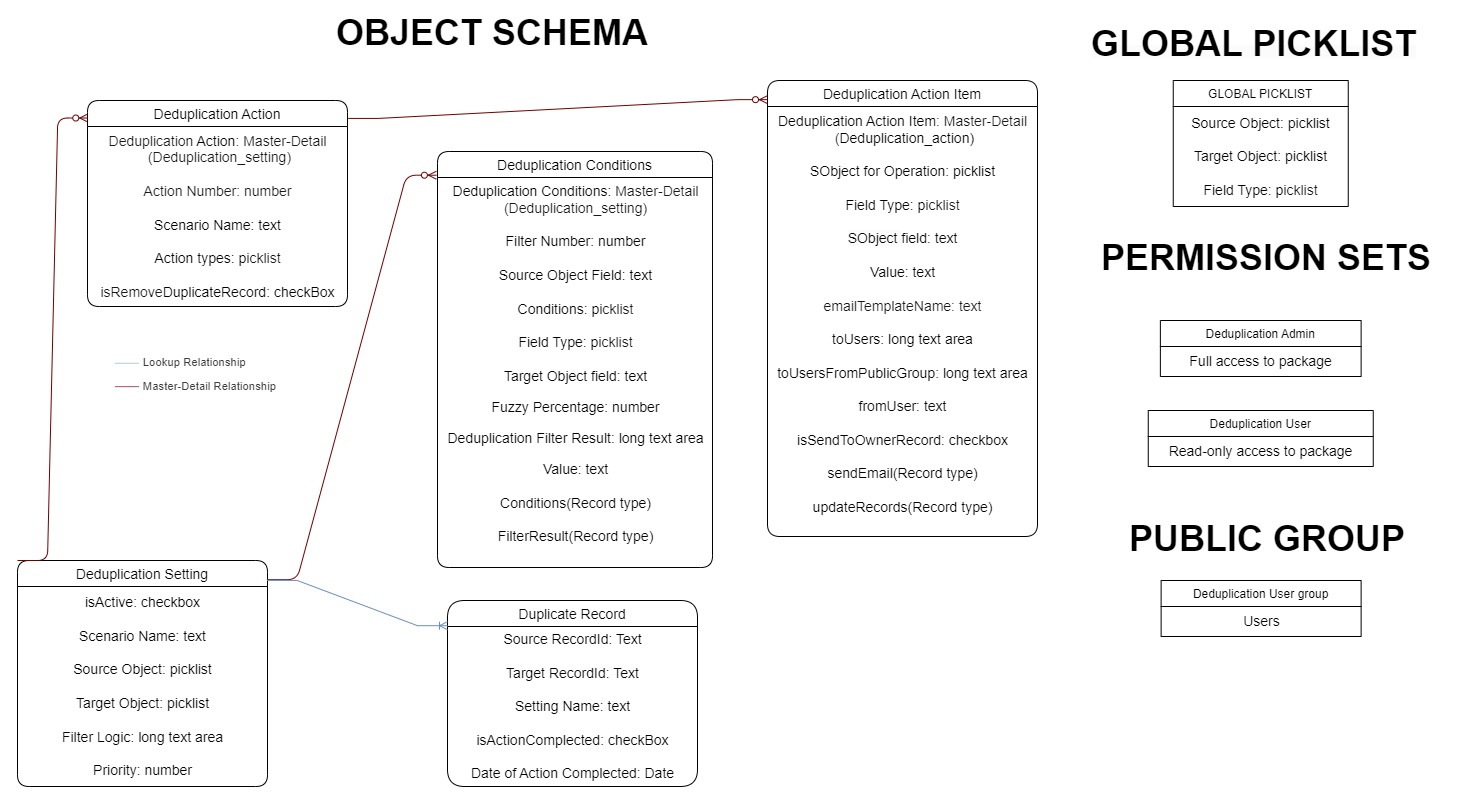 OBJECT SCHEMA
Deduplication Action
Deduplication Action: Master-Detail
(Deduplication_setting)
Action Number: number
Scenario Name: text
Action types: picklist
isRemoveDuplicateRecord: checkBox
Lookup Relationship
Master-Detail Relationship
Deduplication Conditions
Deduplication Conditions: Master-Detail
(Deduplication_setting)
Filter Number: number
Source Object Field: text
Conditions: picklist
Field Type: picklist
Target Object field: text
Fuzzy Percentage: number
Deduplication Filter Result: long text area
Value: text
Conditions(Record type)
FilterResult(Record type)
Deduplication Action Item
Deduplication Action Item: Master-Detail
(Deduplication_action)
SObject for Operation: picklist
Field Type: picklist
SObject field: text
Value: text
emailTemplateName: text
toUsers: long text area
toUsersFromPublicGroup: long text area
fromUser: text
isSendToOwnerRecord: checkbox
sendEmail(Record type)
updateRecords(Record type)
Deduplication Setting
isActive: checkbox
Scenario Name: text
Source Object: picklist
Target Object: picklist
Filter Logic: long text area
Priority: number
Duplicate Record
Source RecordId: Text
Target RecordId: Text
Setting Name: text
isActionComplected: checkBox
Date of Action Complected: Date
GLOBAL PICKLIST
GLOBAL PICKLIST
Source Object: picklist
Target Object: picklist
Field Type: picklist
PERMISSION SETS
Deduplication Admin
Full access to package
Deduplication User
Read-only access to package
PUBLIC GROUP
Deduplication User group
Users